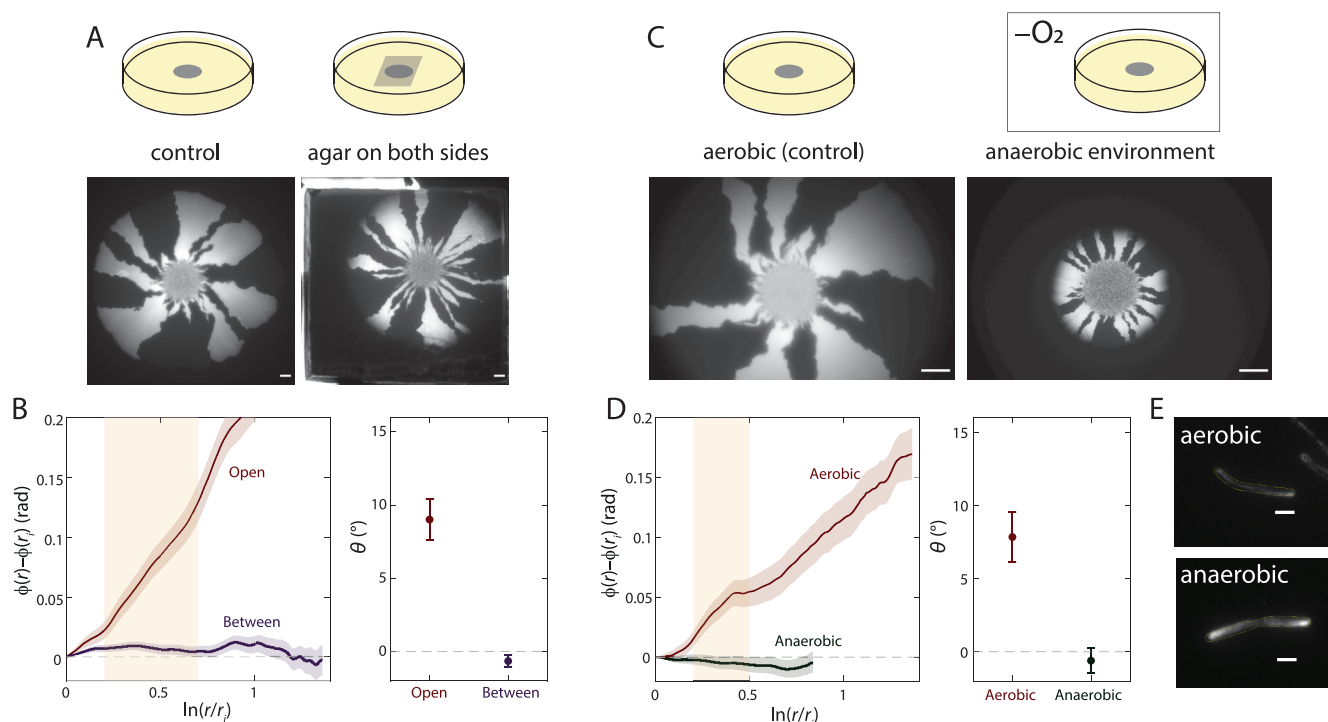 A
C
–O₂
control
agar on both sides
aerobic (control)
anaerobic environment
B
D
E
0.2
0.15
0.1
0.05
0
0
0.5
1
ϕ(r)–ϕ(rᵢ) (rad)
ln(r/rᵢ)
Open
Between
15
10
5
0
θ (°)
Open
Between
0.2
0.15
0.1
0.05
0
0
0.5
1
ϕ(r)–ϕ(rᵢ) (rad)
ln(r/rᵢ)
Aerobic
Anaerobic
15
10
5
0
θ (°)
Aerobic
Anaerobic
aerobic
anaerobic